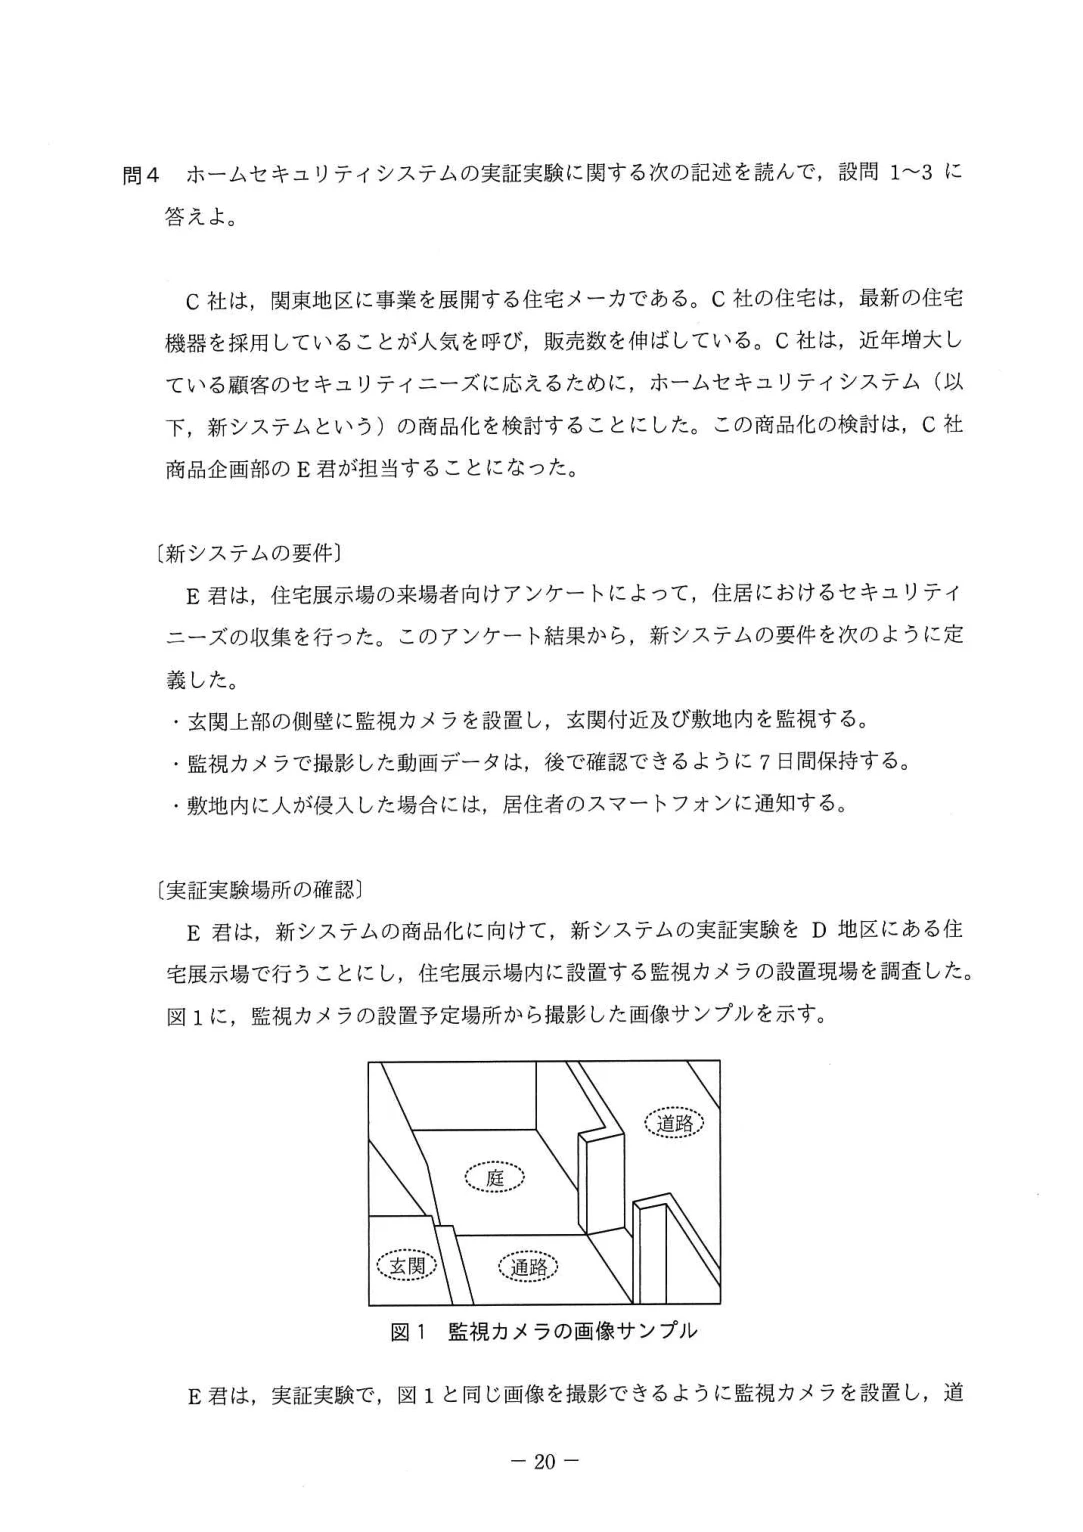 問4　ホームセキュリティシステムの実証実験に関する次の記述を読んで，設問 1～3 に
答えよ。
C 社は，関東地区に事業を展開する住宅メーカである。C 社の住宅は，最新の住宅
機器を採用していることが人気を呼び，販売数を伸ばしている。C 社は，近年増大し
ている顧客のセキュリティニーズに応えるために，ホームセキュリティシステム（以
下，新システムという）の商品化を検討することにした。この商品化の検討は，C 社
商品企画部の E 君が担当することになった。
〔新システムの要件〕
E 君は，住宅展示場の来場者向けアンケートによって，住居におけるセキュリティ
ニーズの収集を行った。このアンケート結果から，新システムの要件を次のように定
義した。
・玄関上部の側壁に監視カメラを設置し，玄関付近及び敷地内を監視する。
・監視カメラで撮影した動画データは，後で確認できるように 7 日間保持する。
・敷地内に人が侵入した場合には，居住者のスマートフォンに通知する。
〔実証実験場所の確認〕
E 君は，新システムの商品化に向けて，新システムの実証実験を D 地区にある住
宅展示場で行うことにし，住宅展示場内に設置する監視カメラの設置現場を調査した。
図 1 に，監視カメラの設置予定場所から撮影した画像サンプルを示す。
道路
庭
玄関
通路
図 1　監視カメラの画像サンプル
E 君は，実証実験で，図 1 と同じ画像を撮影できるように監視カメラを設置し，道
－ 20 －